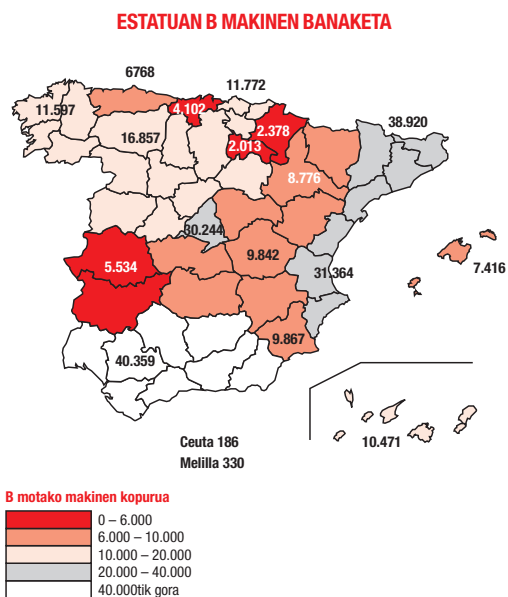 ESTATUAN B MAKINEN BANAKETA
6768
11.772
11.597
4.102
38.920
16.857
2.378
2.013
8.776
30.244
9.842
5.534
31.364
7.416
9.867
40.359
10.471
Ceuta 186
Melilla 330
B motako makinen kopurua
0 – 6.000
6.000 – 10.000
10.000 – 20.000
20.000 – 40.000
40.000tik gora